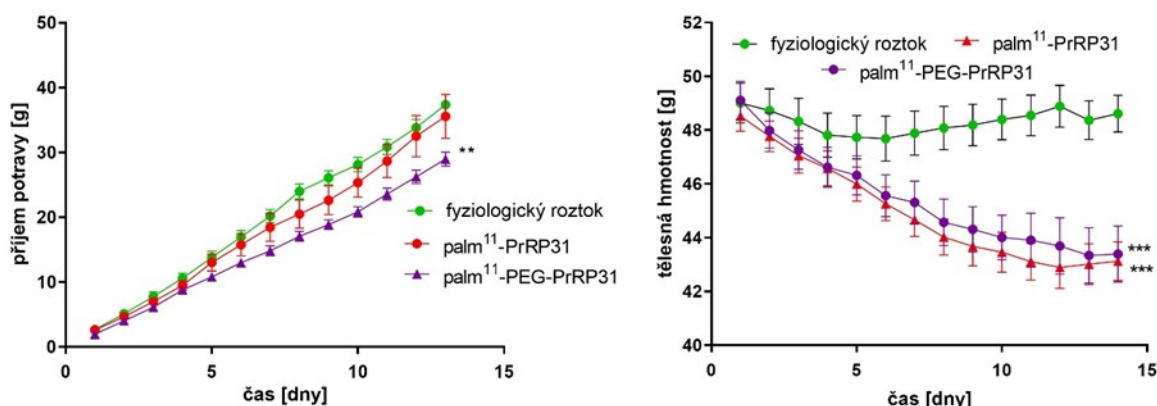 50
40
30
20
10
0
příjem potravy [g]
**
fyziologický roztok
palm¹¹-PrRP31
palm¹¹-PEG-PrRP31
0
5
10
15
čas [dny]
fyziologický roztok
palm¹¹-PrRP31
palm¹¹-PEG-PrRP31
50
48
46
44
42
40
tělesná hmotnost [g]
***
***
0
5
10
15
čas [dny]